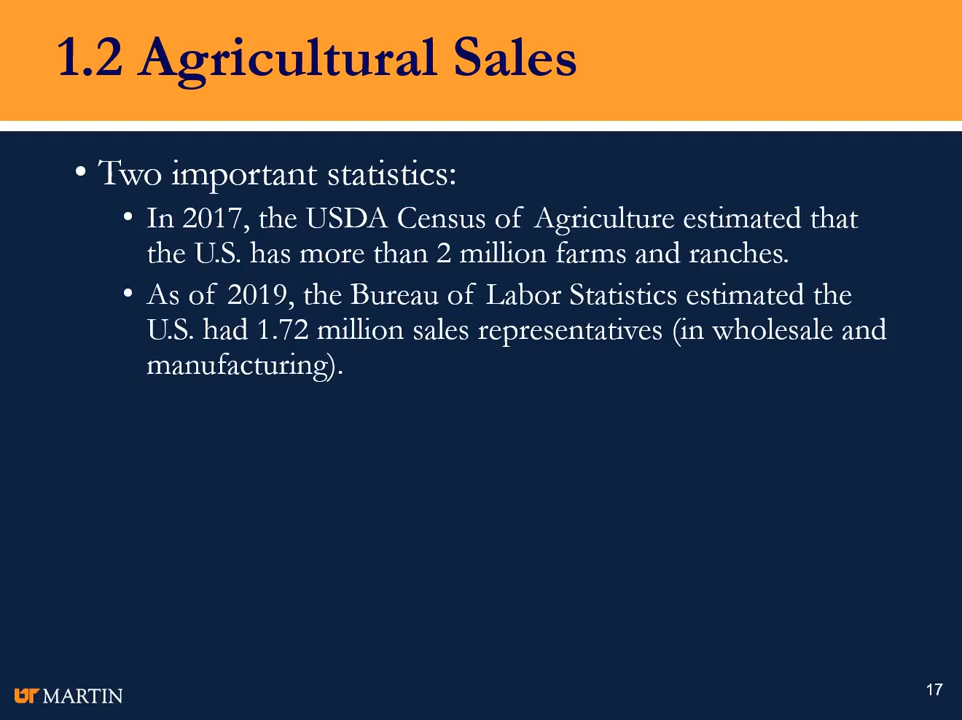 1.2 Agricultural Sales
• Two important statistics:
• In 2017, the USDA Census of Agriculture estimated that
the U.S. has more than 2 million farms and ranches.
• As of 2019, the Bureau of Labor Statistics estimated the
U.S. had 1.72 million sales representatives (in wholesale and
manufacturing).
UT MARTIN
17